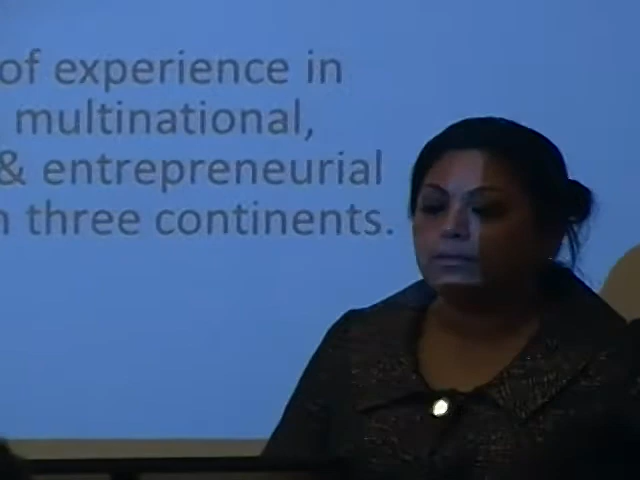 of experience in
multinational,
& entrepreneurial
three continents.